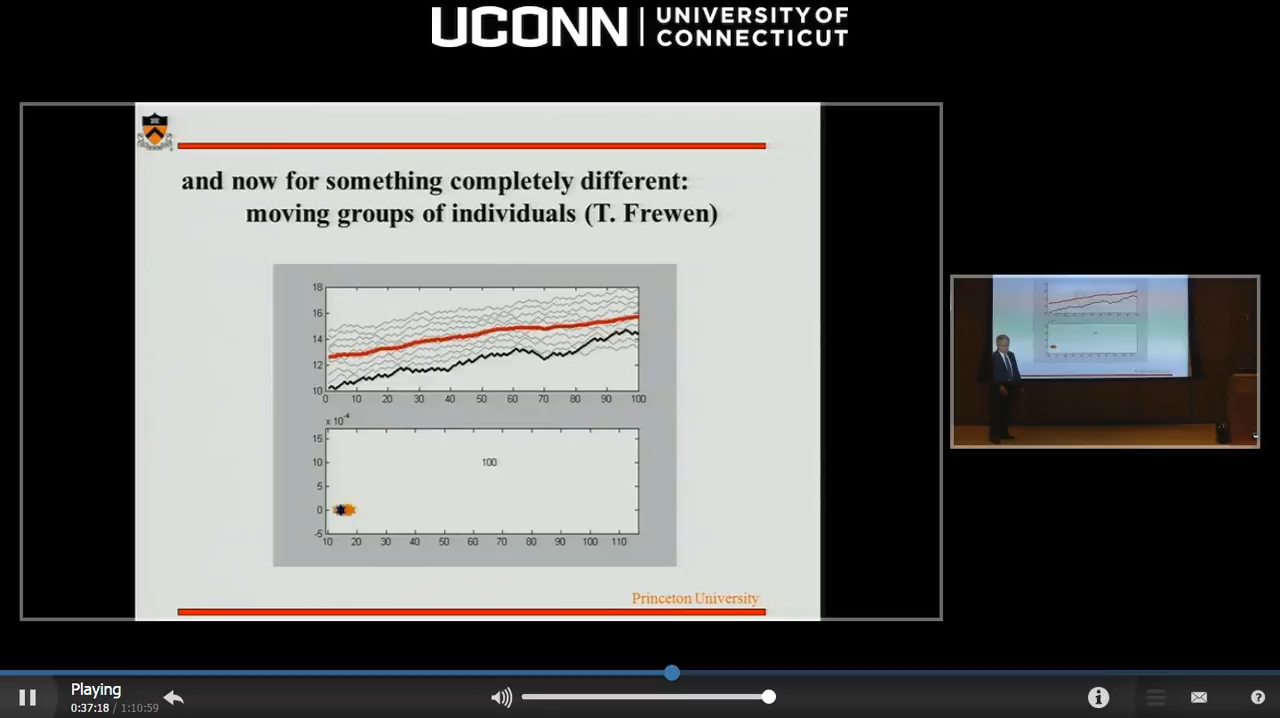 UCONN UNIVERSITY OF
CONNECTICUT
and now for something completely different:
moving groups of individuals (T. Frewen)
18
16
14
12
10
0 10 20 30 40 50 60 70 80 90 100
x 10⁻⁴
15
10
5
0
-5
100
10 20 30 40 50 60 70 80 90 100 110
Princeton University
Playing
0:37:18 / 1:10:59